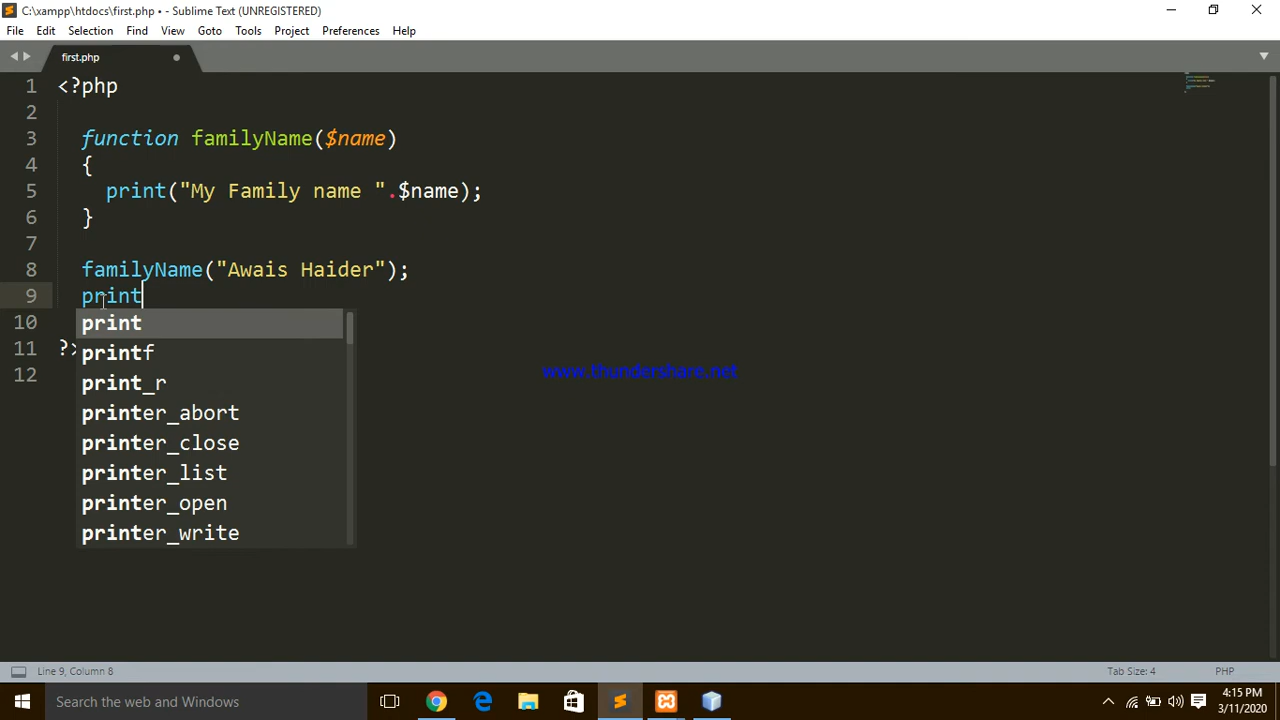 C:\xampp\htdocs\first.php • - Sublime Text (UNREGISTERED)
File Edit Selection Find View Goto Tools Project Preferences Help
first.php
1 <?php
2
3 function familyName($name)
4 {
5 print("My Family name ".$name);
6 }
7
8 familyName("Awais Haider");
9 print
10 print
printf
11 ?>
12 print_r
printer_abort
printer_close
printer_list
printer_open
printer_write
www.thundershare.net
Line 9, Column 8 Tab Size: 4 PHP
Search the web and Windows
4:15 PM
3/11/2020